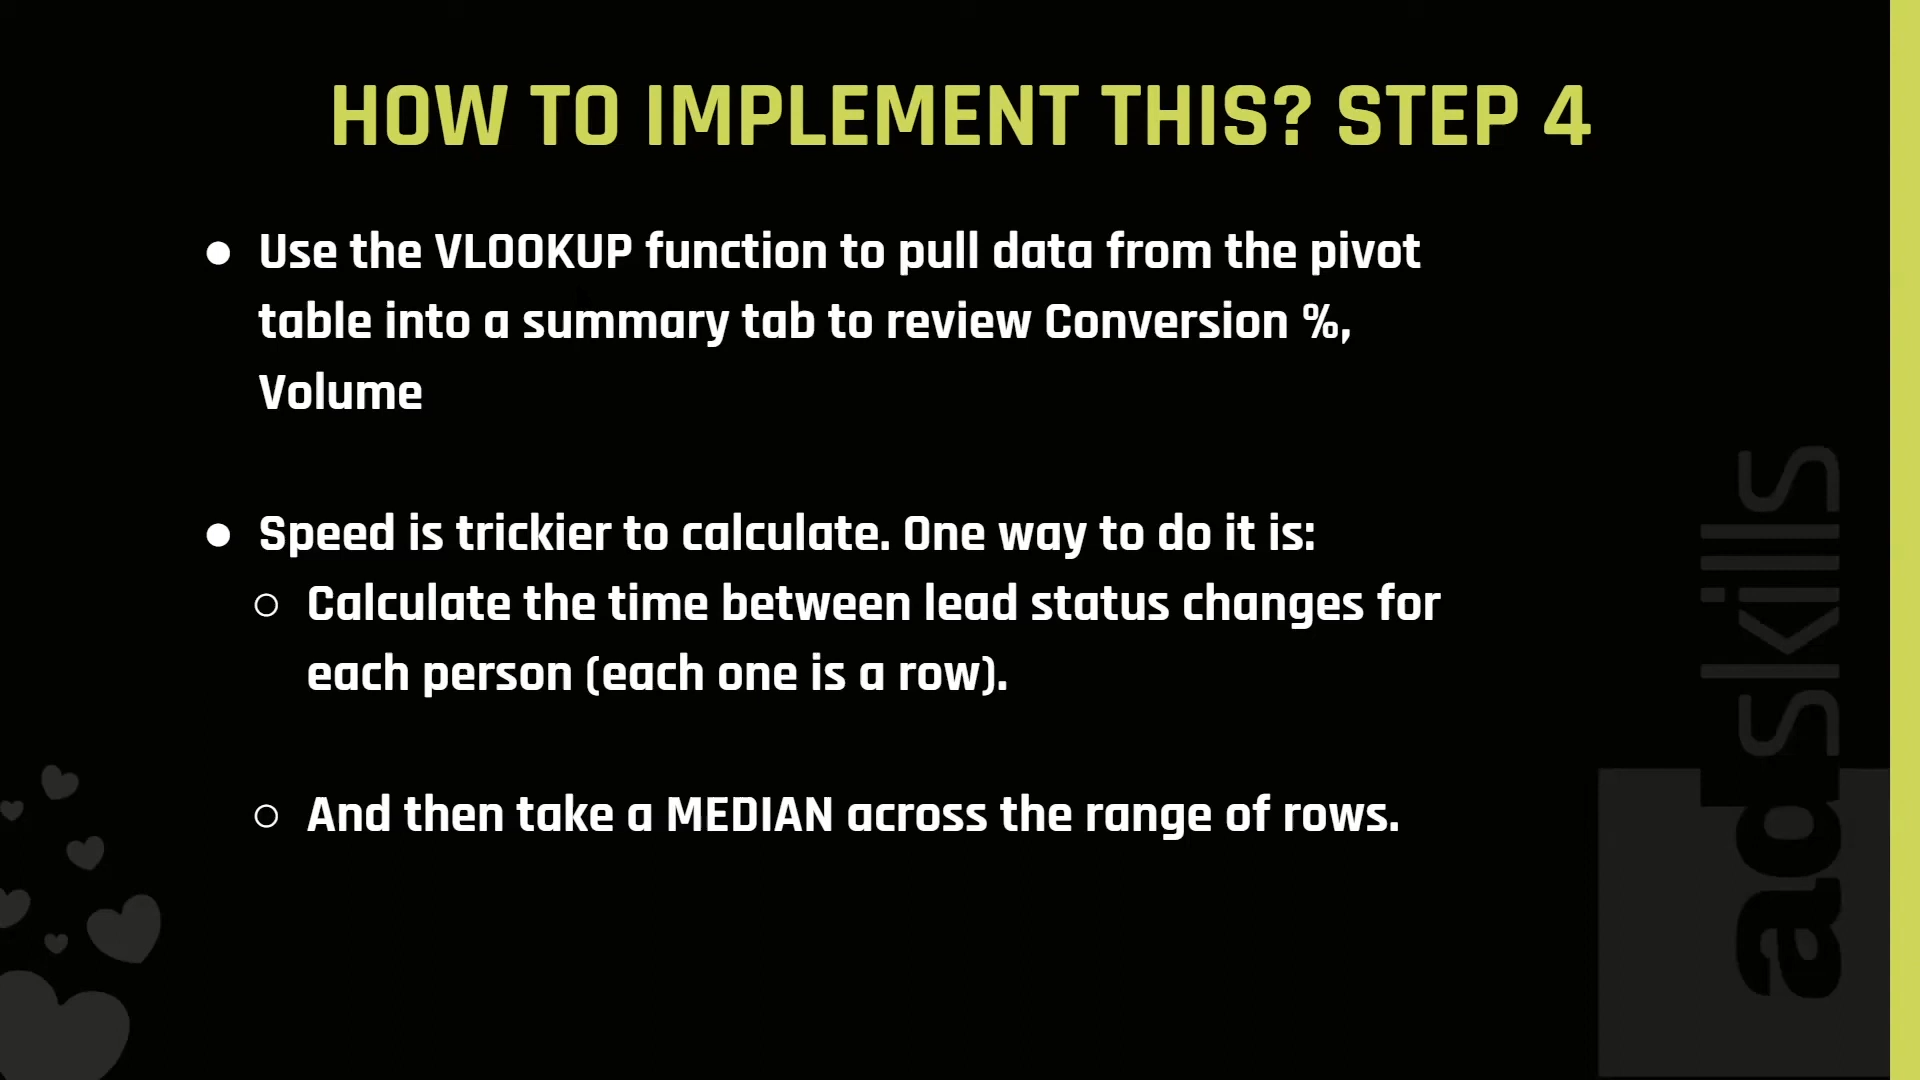 HOW TO IMPLEMENT THIS? STEP 4
● Use the VLOOKUP function to pull data from the pivot
table into a summary tab to review Conversion %,
Volume
● Speed is trickier to calculate. One way to do it is:
○ Calculate the time between lead status changes for
each person (each one is a row).
○ And then take a MEDIAN across the range of rows.
adskills